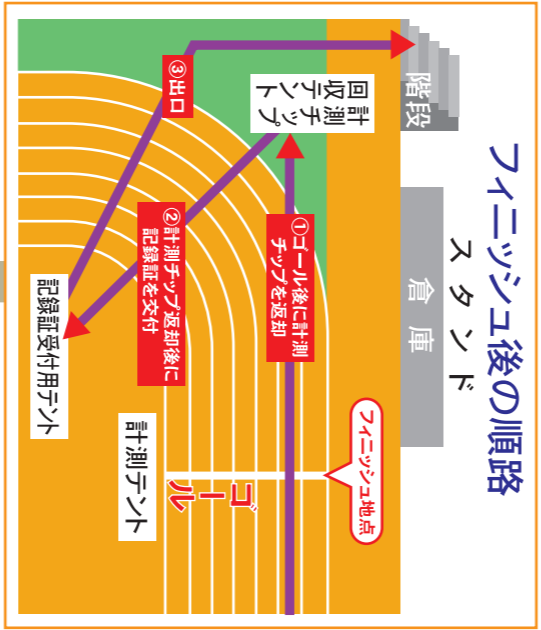 フィニッシュ後の順路
スタンド
階段
倉庫
計測チップ
回収テント
③出口
①ゴール後に計測
チップを返却
②計測チップ返却後に
記録証を交付
フィニッシュ地点
ゴール
計測テント
記録証受付用テント